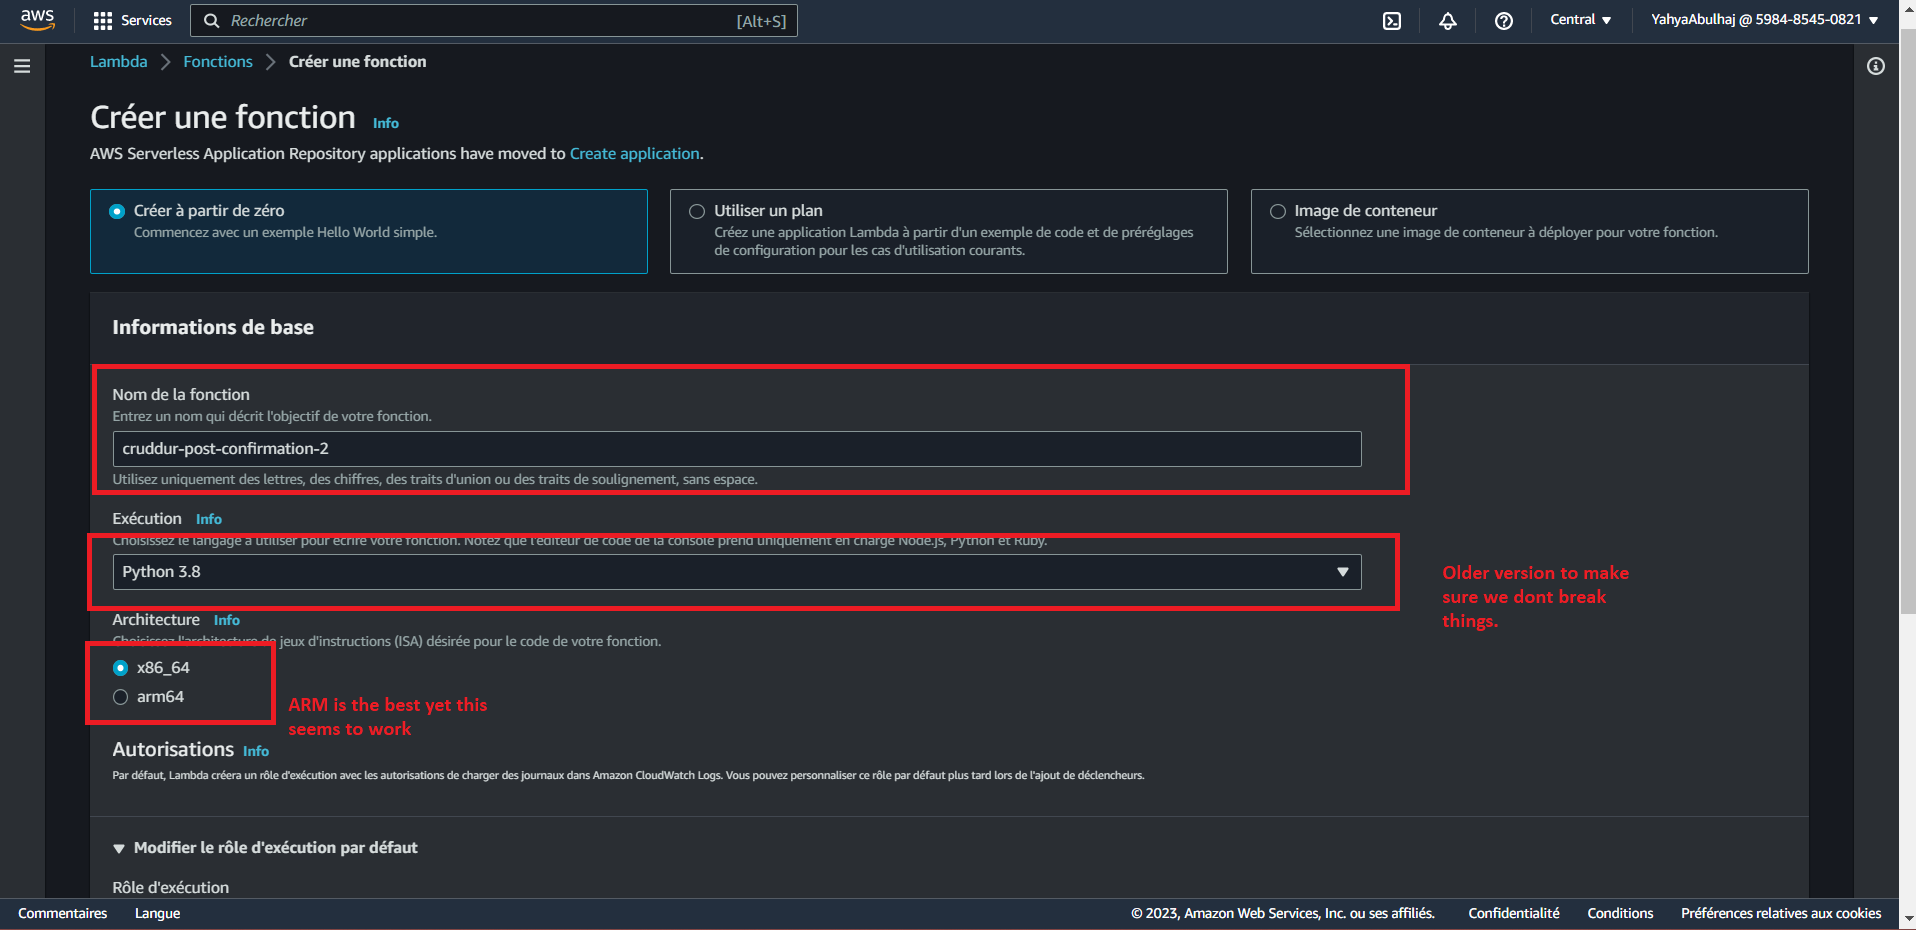 aws
Services
Rechercher [Alt+S]
Central
YahyaAbulhaj @ 5984-8545-0821
Lambda
Fonctions
Créer une fonction
Créer une fonction Info
AWS Serverless Application Repository applications have moved to Create application.
Créer à partir de zéro
Commencez avec un exemple Hello World simple.
Utiliser un plan
Créez une application Lambda à partir d'un exemple de code et de préréglages
de configuration pour les cas d'utilisation courants.
Image de conteneur
Sélectionnez une image de conteneur à déployer pour votre fonction.
Informations de base
Nom de la fonction
Entrez un nom qui décrit l'objectif de votre fonction.
cruddur-post-confirmation-2
Utilisez uniquement des lettres, des chiffres, des traits d'union ou des traits de soulignement, sans espace.
Exécution Info
Choisissez le langage à utiliser pour écrire votre fonction. Notez que l'éditeur de code de la console prend uniquement en charge Node.js, Python et Ruby.
Python 3.8
Older version to make
sure we dont break
things.
Architecture Info
Choisissez l'architecture de jeux d'instructions (ISA) désirée pour le code de votre fonction.
x86_64
arm64
ARM is the best yet this
seems to work
Autorisations Info
Par défaut, Lambda créera un rôle d'exécution avec les autorisations de charger des journaux dans Amazon CloudWatch Logs. Vous pouvez personnaliser ce rôle par défaut plus tard lors de l'ajout de déclencheurs.
Modifier le rôle d'exécution par défaut
Rôle d'exécution
Commentaires
Langue
© 2023, Amazon Web Services, Inc. ou ses affiliés.
Confidentialité
Conditions
Préférences relatives aux cookies